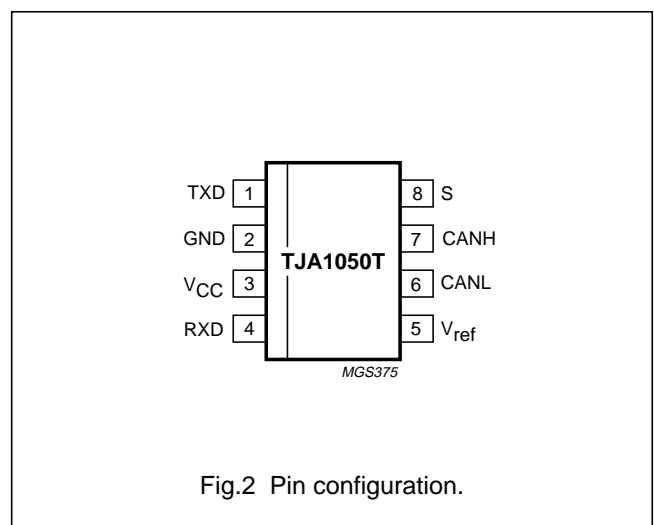 TXD 1 8 S
GND 2 7 CANH
TJA1050T
VCC 3 6 CANL
RXD 4 5 Vref
MGS375
Fig.2 Pin configuration.